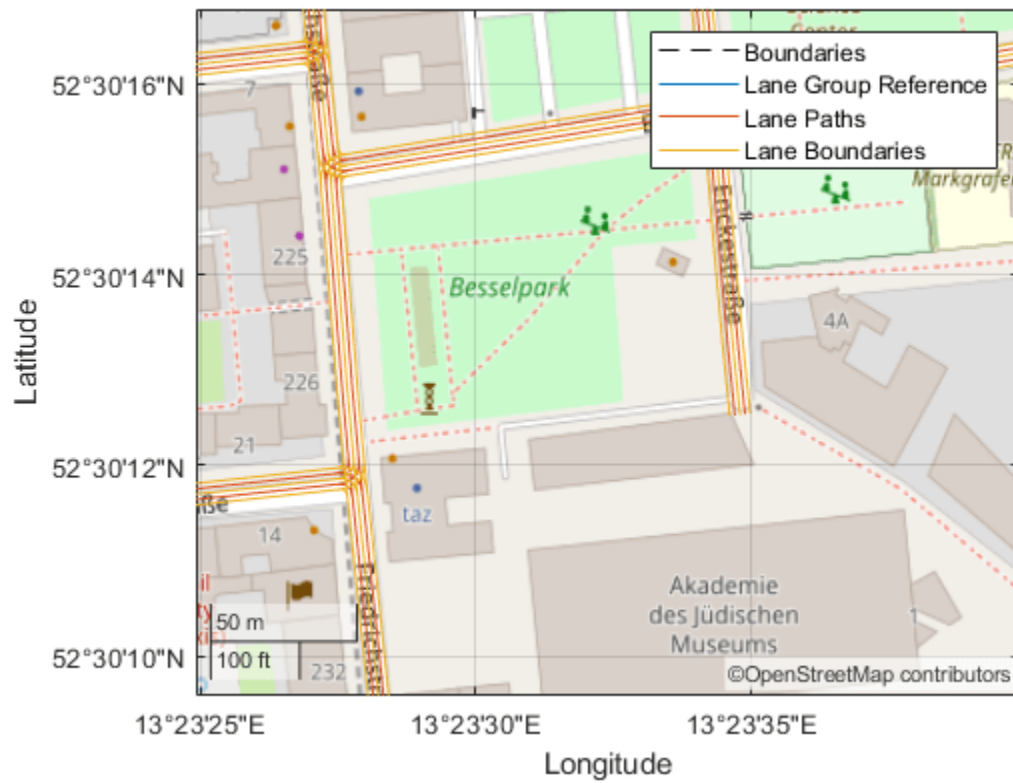 Boundaries
Lane Group Reference
Lane Paths
Lane Boundaries
52°30'16"N
52°30'14"N
52°30'12"N
52°30'10"N
Latitude
7
225
226
21
14
232
Besselpark
Enckestraße
4A
taz
Friedrichstr
Akademie
des Jüdischen
Museums
1
50 m
100 ft
©OpenStreetMap contributors
13°23'25"E
13°23'30"E
13°23'35"E
Longitude